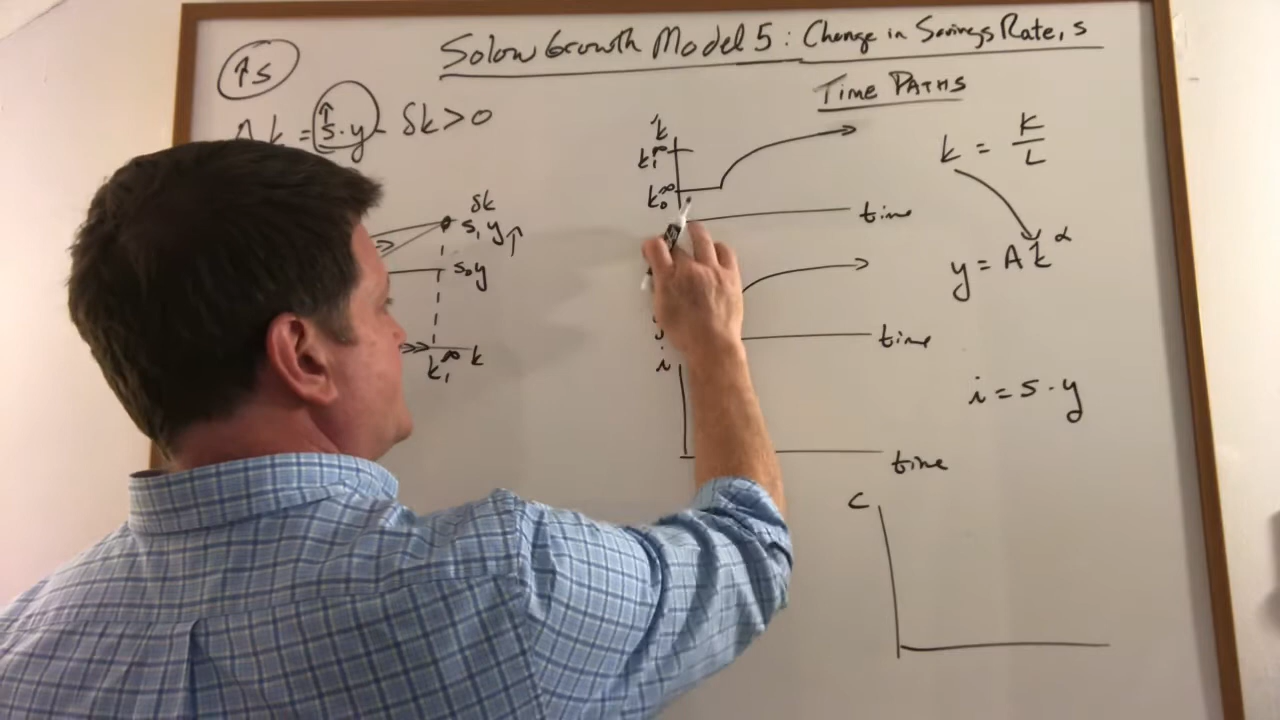 Solow Growth Model 5: Change in Savings Rate, s
↑s
Δk = ↑s·y - δk > 0
δk
s₁y↑
s₀y
k₁^∞ k
Time Paths
k
k₁^∞
k₀^∞
time
time
i
time
c
k = K/L
y = Ak^α
i = s·y